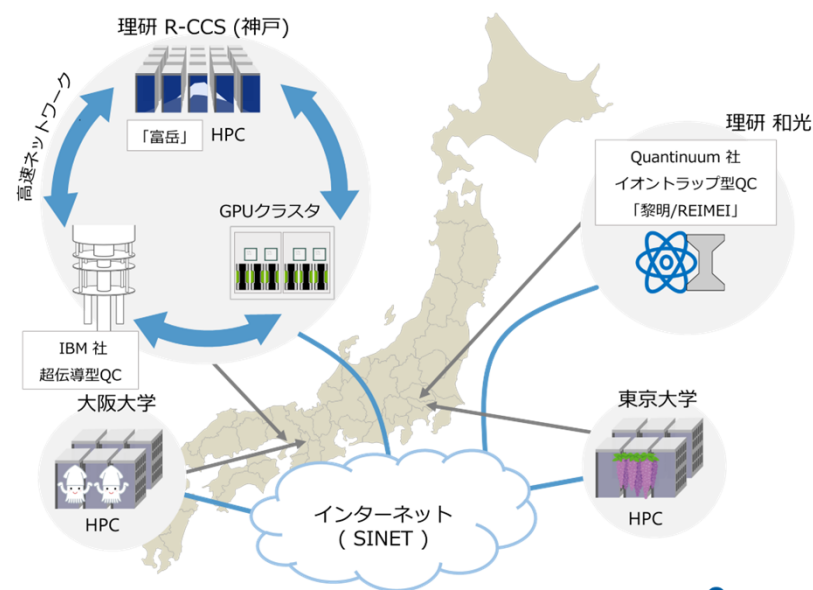 理研 R-CCS (神戸)
高速ネットワーク
「富岳」
HPC
GPUクラスタ
IBM 社
超伝導型QC
理研 和光
Quantinuum 社
イオントラップ型QC
「黎明/REIMEI」
大阪大学
HPC
東京大学
HPC
インターネット
( SINET )